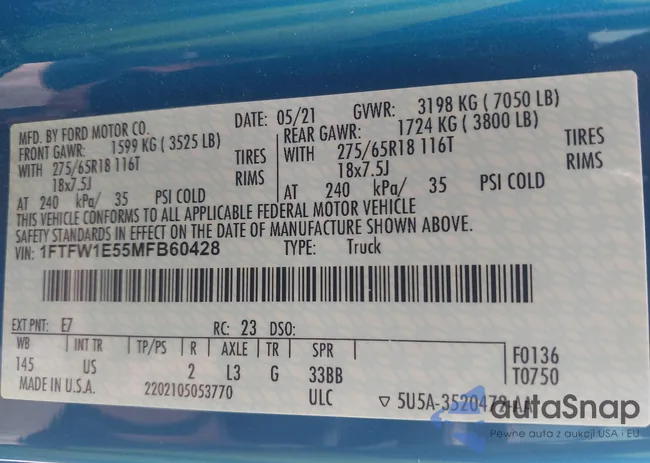 MFD. BY FORD MOTOR CO. DATE: 05/21 GVWR: 3198 KG ( 7050 LB)
FRONT GAWR: 1599 KG ( 3525 LB) REAR GAWR: 1724 KG ( 3800 LB)
WITH 275/65R18 116T TIRES WITH 275/65R18 116T TIRES
18x7.5J RIMS 18x7.5J RIMS
AT 240 kPa/ 35 PSI COLD AT 240 kPa/ 35 PSI COLD
THIS VEHICLE CONFORMS TO ALL APPLICABLE FEDERAL MOTOR VEHICLE
SAFETY STANDARDS IN EFFECT ON THE DATE OF MANUFACTURE SHOWN ABOVE.
VIN: 1FTFW1E55MFB60428 TYPE: Truck
EXT PNT: E7 RC: 23 DSO:
WB INT TR TP/PS R AXLE TR SPR F0136
145 US 2 L3 G 33BB T0750
MADE IN U.S.A. 2202105053770 ULC ▽ 5U5A-3520472-AA
autaSnap
Pewne auta z aukcji USA i EU